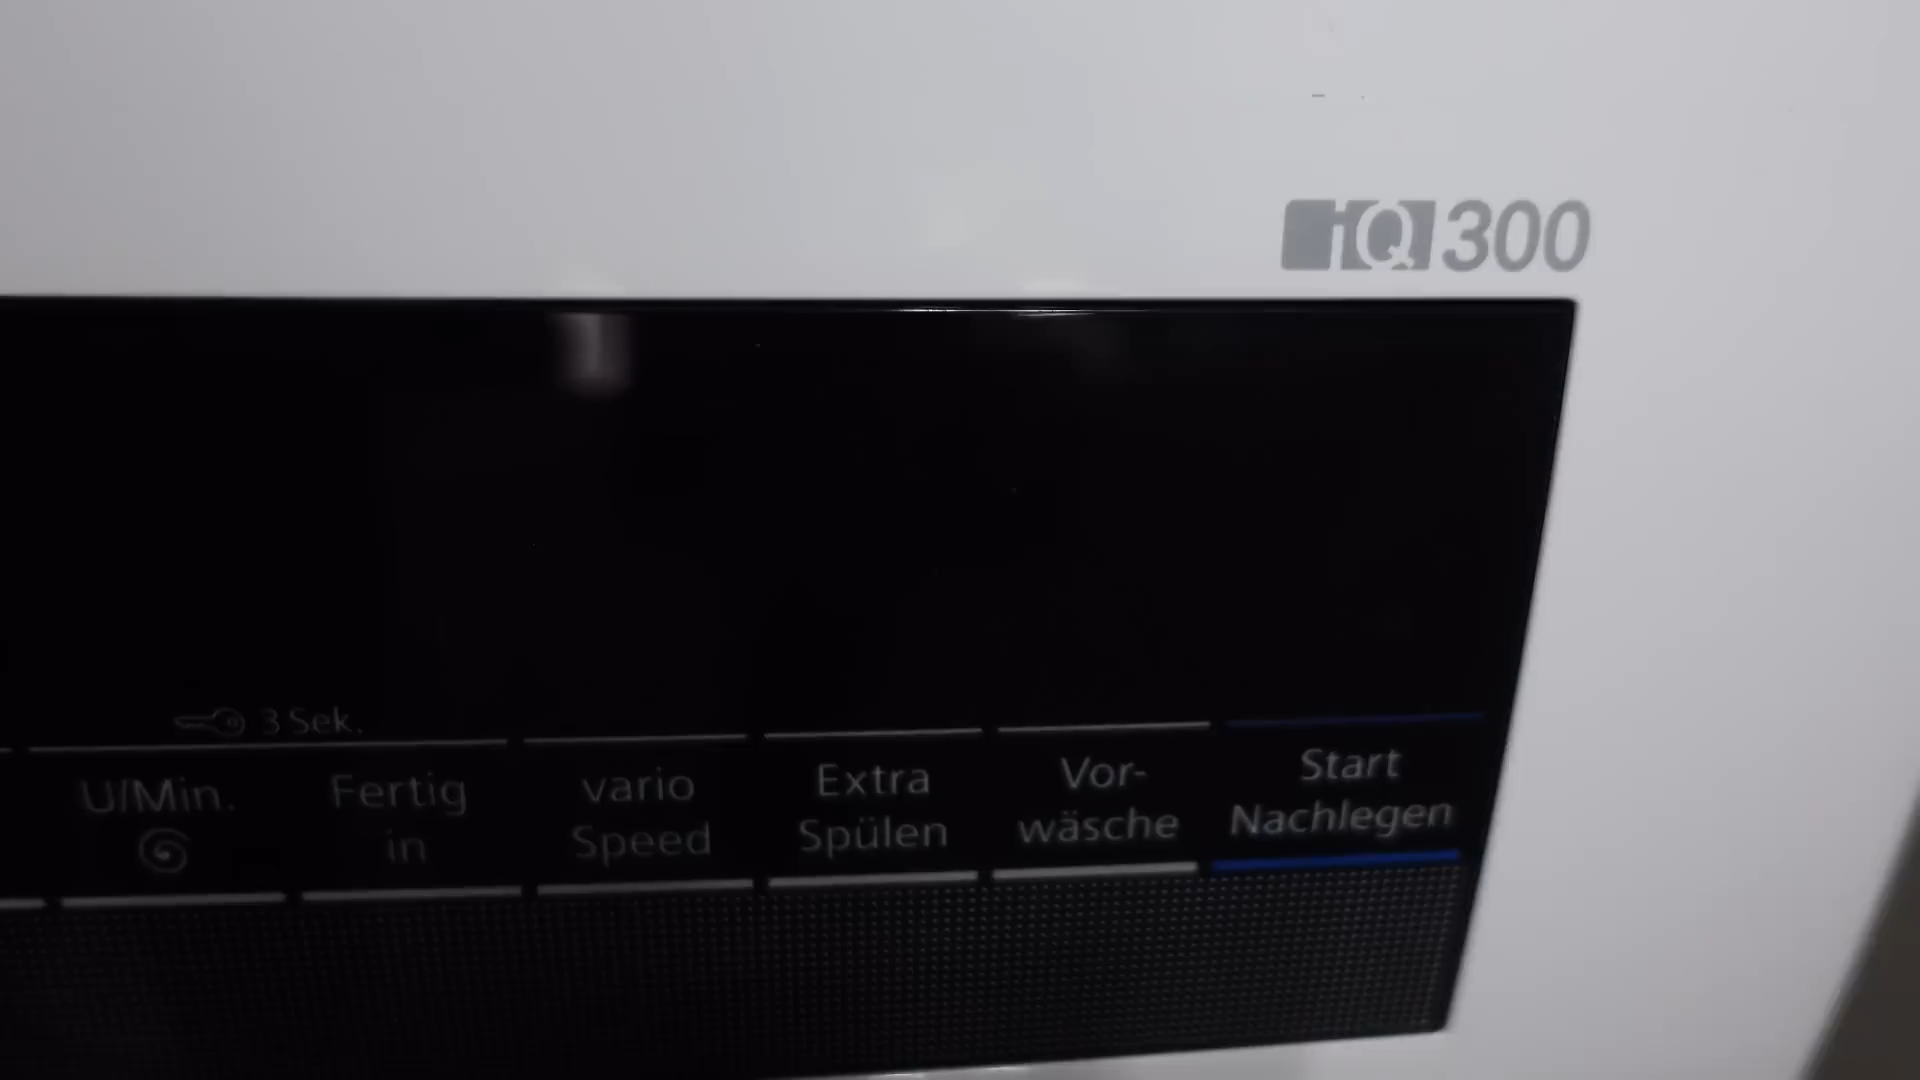 iQ300
3 Sek.
U/Min.
Fertig
in
vario
Speed
Extra
Spülen
Vor-
wäsche
Start
Nachlegen